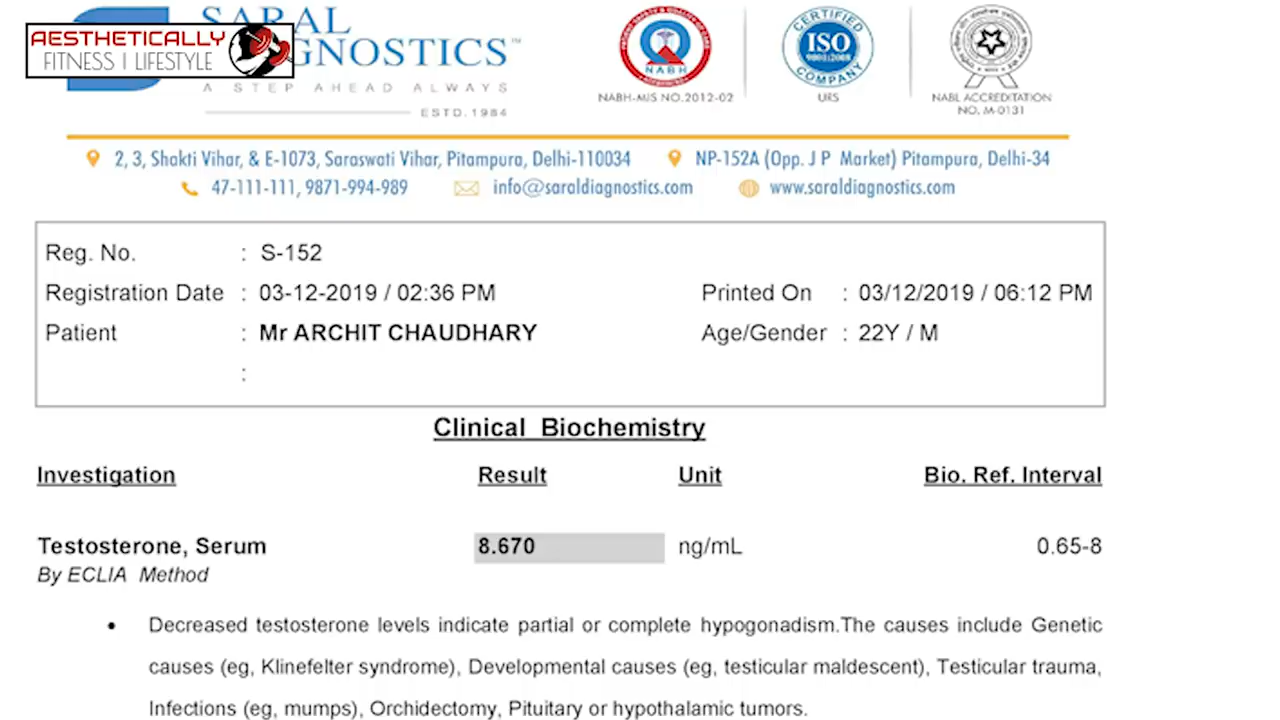 SARAL
AESTHETICALLY
FITNESS | LIFESTYLE
GNOSTICS™
A STEP AHEAD ALWAYS
ESTD.1984
NABH
NABH-MIS NO.2012-02
CERTIFIED
ISO
9001:2008
COMPANY
URS
NABL ACCREDITATION
NO. M-0131
2, 3, Shakti Vihar, & E-1073, Saraswati Vihar, Pitampura, Delhi-110034 NP-152A (Opp. J P Market) Pitampura, Delhi-34
47-111-111, 9871-994-989 info@saraldiagnostics.com www.saraldiagnostics.com
Reg. No. : S-152
Registration Date : 03-12-2019 / 02:36 PM Printed On : 03/12/2019 / 06:12 PM
Patient : Mr ARCHIT CHAUDHARY Age/Gender : 22Y / M
:
Clinical Biochemistry
Investigation Result Unit Bio. Ref. Interval
Testosterone, Serum 8.670 ng/mL 0.65-8
By ECLIA Method
• Decreased testosterone levels indicate partial or complete hypogonadism.The causes include Genetic
causes (eg, Klinefelter syndrome), Developmental causes (eg, testicular maldescent), Testicular trauma,
Infections (eg, mumps), Orchidectomy, Pituitary or hypothalamic tumors.